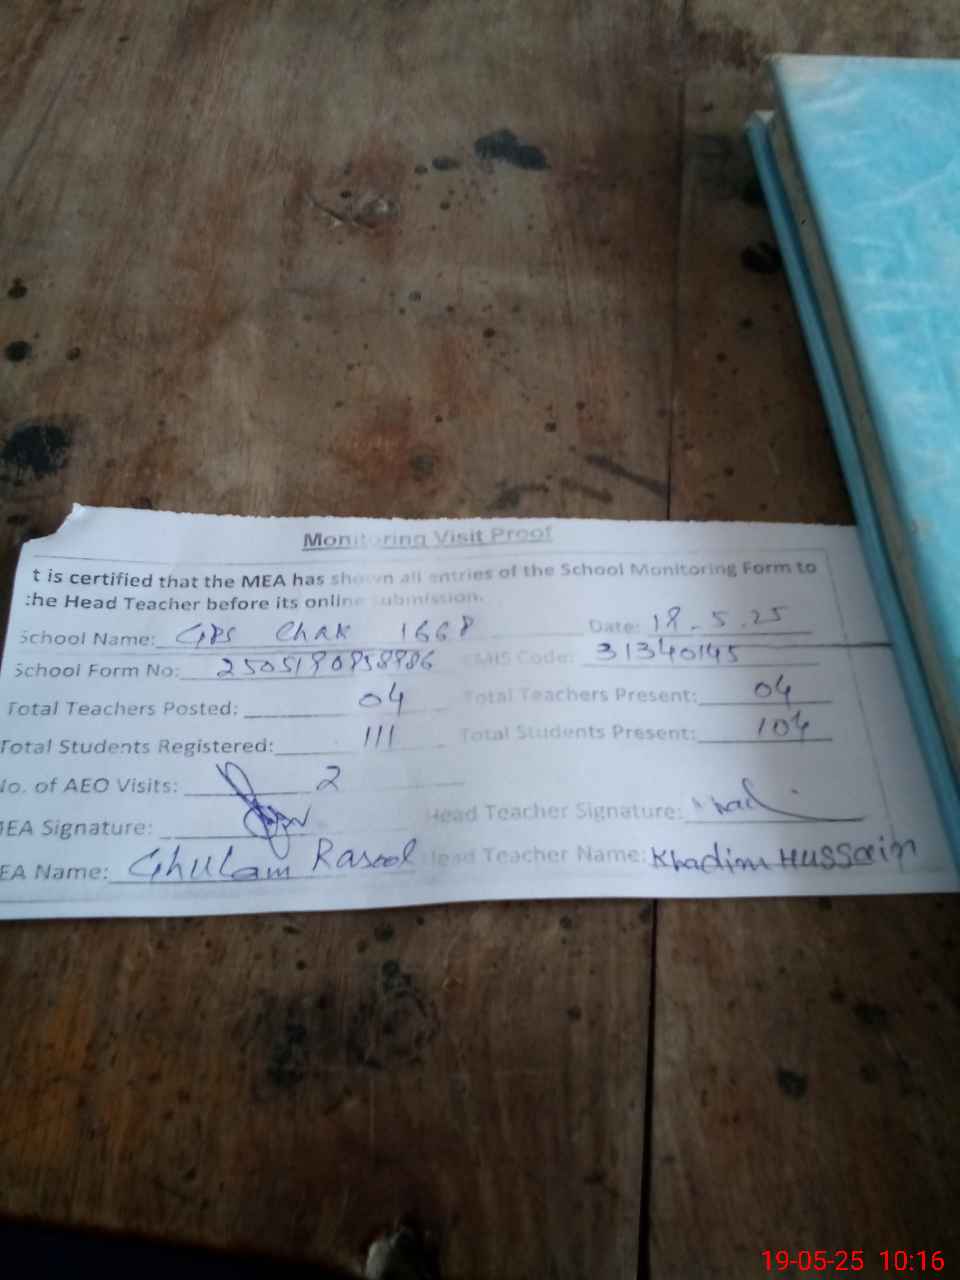 Monitoring Visit Proof
t is certified that the MEA has shown all entries of the School Monitoring Form to
the Head Teacher before its online submission.
School Name: GPS Chak 166P Date: 18.5.25
School Form No: EMIS Code: 31340145
Total Teachers Posted: 04 Total Teachers Present: 04
Total Students Registered: 111 Total Students Present: 104
No. of AEO Visits: 2
MEA Signature: Head Teacher Signature:
EA Name: Ghulam Rasool Head Teacher Name: Khadim HUSSain
19-05-25 10:16